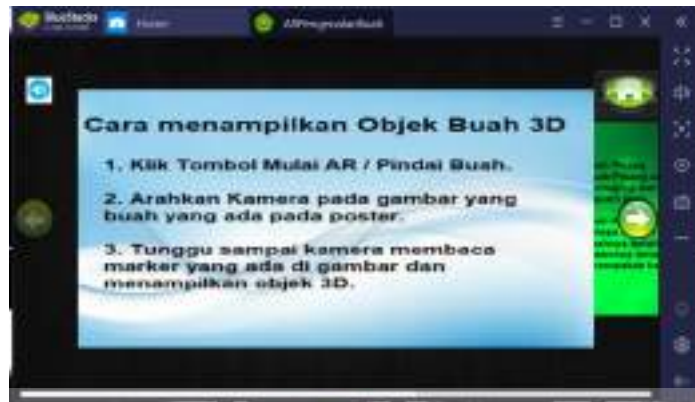 BlueStacks
Home
ARPengenalanBuah
Cara menampilkan Objek Buah 3D
1. Klik Tombol Mulai AR / Pindai Buah.
2. Arahkan Kamera pada gambar yang
buah yang ada pada poster.
3. Tunggu sampai kamera membaca
marker yang ada di gambar dan
menampilkan objek 3D.